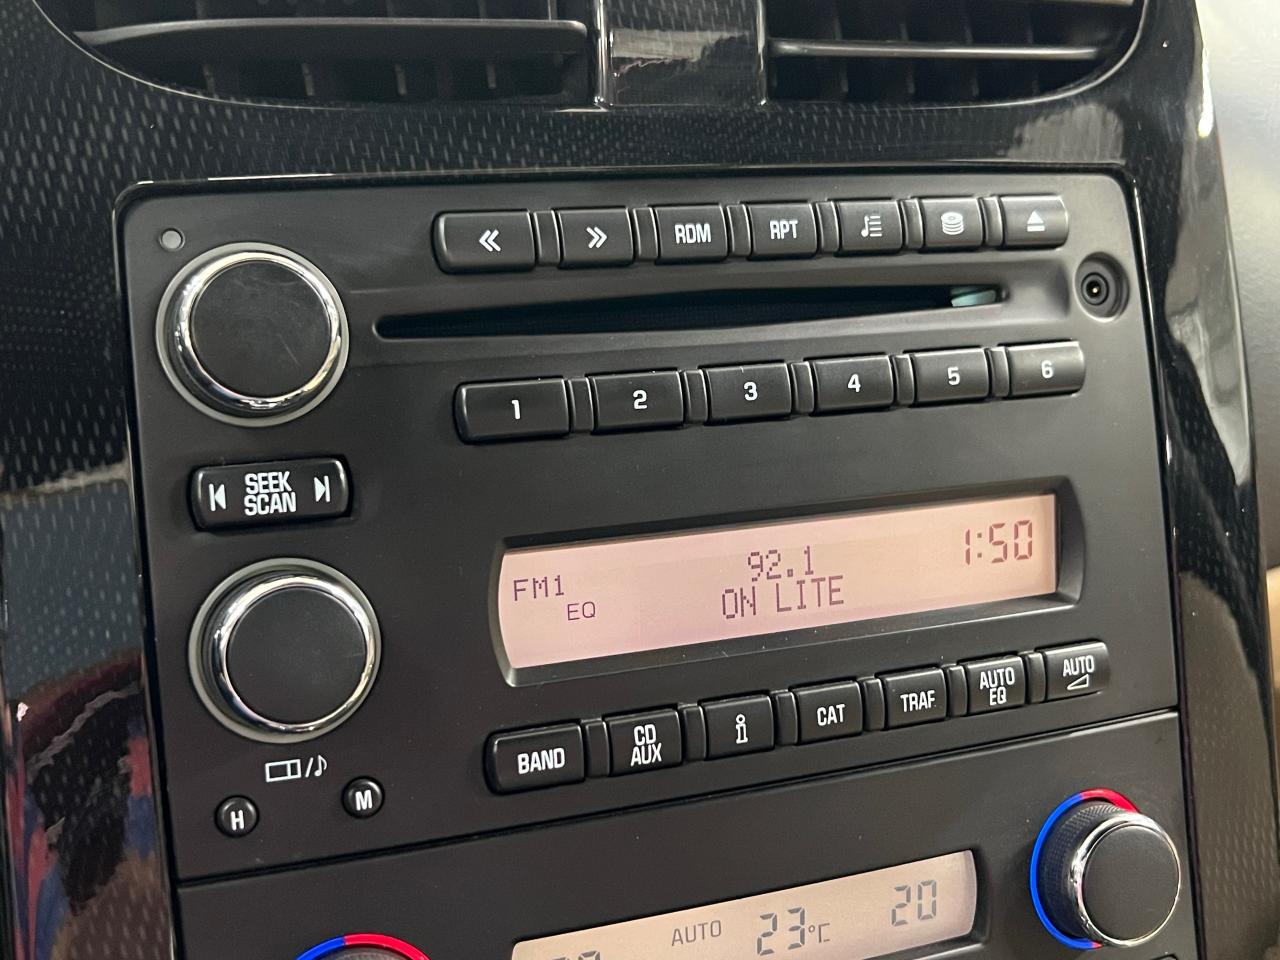 RDM RPT
1 2 3 4 5 6
SEEK
SCAN
FM1 92.1 1:50
EQ ON LITE
BAND CD AUX i CAT TRAF AUTO EQ AUTO
H M
AUTO 23°C 20